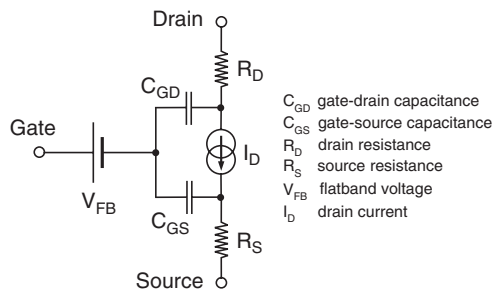 Drain
R_D
C_GD
Gate
I_D
V_FB
C_GS
R_S
Source
C_GD gate-drain capacitance
C_GS gate-source capacitance
R_D drain resistance
R_S source resistance
V_FB flatband voltage
I_D drain current